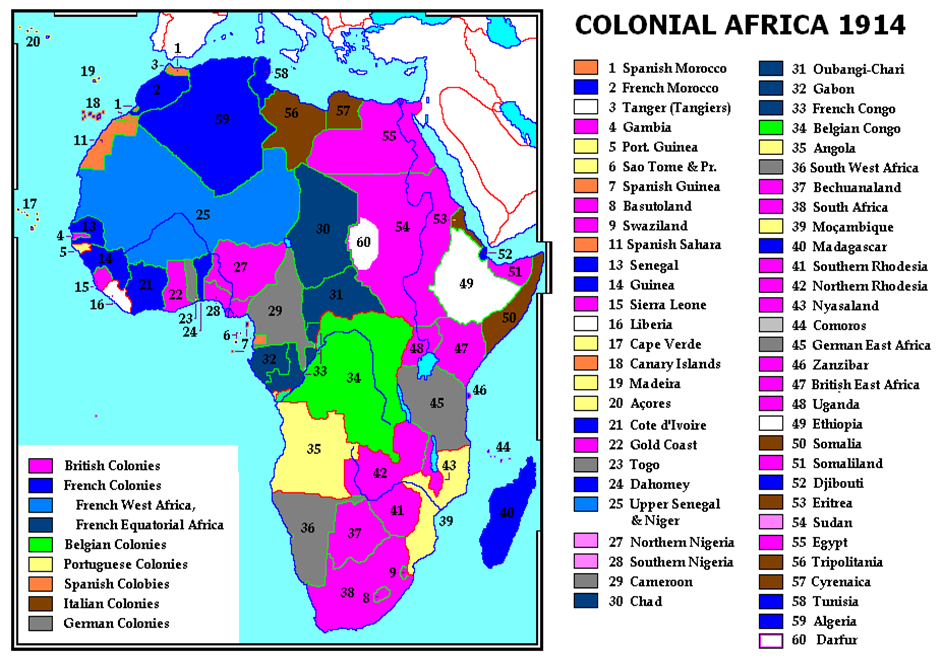 COLONIAL AFRICA 1914
1 Spanish Morocco
2 French Morocco
3 Tanger (Tangiers)
4 Gambia
5 Port. Guinea
6 Sao Tome & Pr.
7 Spanish Guinea
8 Basutoland
9 Swaziland
11 Spanish Sahara
13 Senegal
14 Guinea
15 Sierra Leone
16 Liberia
17 Cape Verde
18 Canary Islands
19 Madeira
20 Açores
21 Cote d'Ivoire
22 Gold Coast
23 Togo
24 Dahomey
25 Upper Senegal
& Niger
27 Northern Nigeria
28 Southern Nigeria
29 Cameroon
30 Chad
31 Oubangi-Chari
32 Gabon
33 French Congo
34 Belgian Congo
35 Angola
36 South West Africa
37 Bechuanaland
38 South Africa
39 Moçambique
40 Madagascar
41 Southern Rhodesia
42 Northern Rhodesia
43 Nyasaland
44 Comoros
45 German East Africa
46 Zanzibar
47 British East Africa
48 Uganda
49 Ethiopia
50 Somalia
51 Somaliland
52 Djibouti
53 Eritrea
54 Sudan
55 Egypt
56 Tripolitania
57 Cyrenaica
58 Tunisia
59 Algeria
60 Darfur
20
1
3
19
2
58
18
1
59
56
57
55
11
17
25
13
4
5
14
30
60
54
53
52
51
15
16
21
22
23
24
27
28
29
31
49
50
6
7
32
33
34
48
47
46
45
35
42
43
44
36
37
41
39
40
9
38
8
British Colonies
French Colonies
French West Africa,
French Equatorial Africa
Belgian Colonies
Portuguese Colonies
Spanish Colobies
Italian Colonies
German Colonies